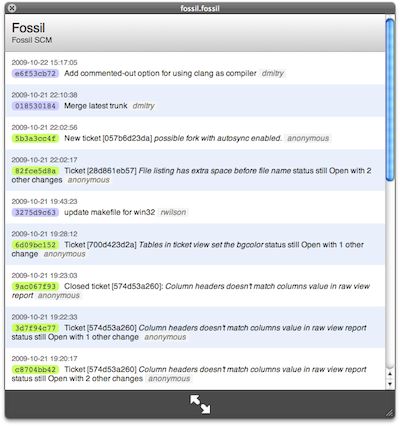 fossil.fossil
Fossil
Fossil SCM
2009-10-22 15:17:05
e6f53cb72 Add commented-out option for using clang as compiler dmitry
2009-10-21 22:10:38
018530184 Merge latest trunk dmitry
2009-10-21 22:02:56
5b3a3cc4f New ticket [057b6d23da] possible fork with autosync enabled. anonymous
2009-10-21 22:02:17
82fce5d8a Ticket [28d861eb57] File listing has extra space before file name status still Open with 2
other changes anonymous
2009-10-21 19:43:23
3275d9c63 update makefile for win32 rwilson
2009-10-21 19:28:12
6d09bc152 Ticket [700d423d2a] Tables in ticket view set the bgcolor status still Open with 1 other
change anonymous
2009-10-21 19:23:03
9ac067f93 Closed ticket [574d53a260]: Column headers doesn't match columns value in raw view
report anonymous
2009-10-21 19:22:33
3d7f94c77 Ticket [574d53a260] Column headers doesn't match columns value in raw view report
status still Open with 1 other change anonymous
2009-10-21 19:20:17
c8704bb42 Ticket [574d53a260] Column headers doesn't match columns value in raw view report
status still Open with 2 other changes anonymous